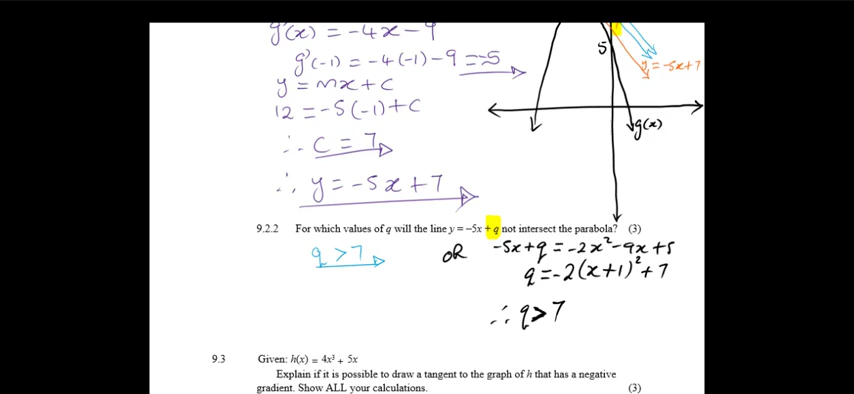 g'(x) = -4x - 9
g'(-1) = -4(-1) - 9 = -5
y = mx + c
12 = -5(-1) + c
∴ c = 7
∴ y = -5x + 7
5
y = -5x + 7
g(x)
9.2.2 For which values of q will the line y = –5x + q not intersect the parabola? (3)
q > 7
OR
-5x + q = -2x² - 9x + 5
q = -2(x + 1)² + 7
∴ q > 7
9.3 Given: h(x) = 4x³ + 5x
Explain if it is possible to draw a tangent to the graph of h that has a negative
gradient. Show ALL your calculations. (3)